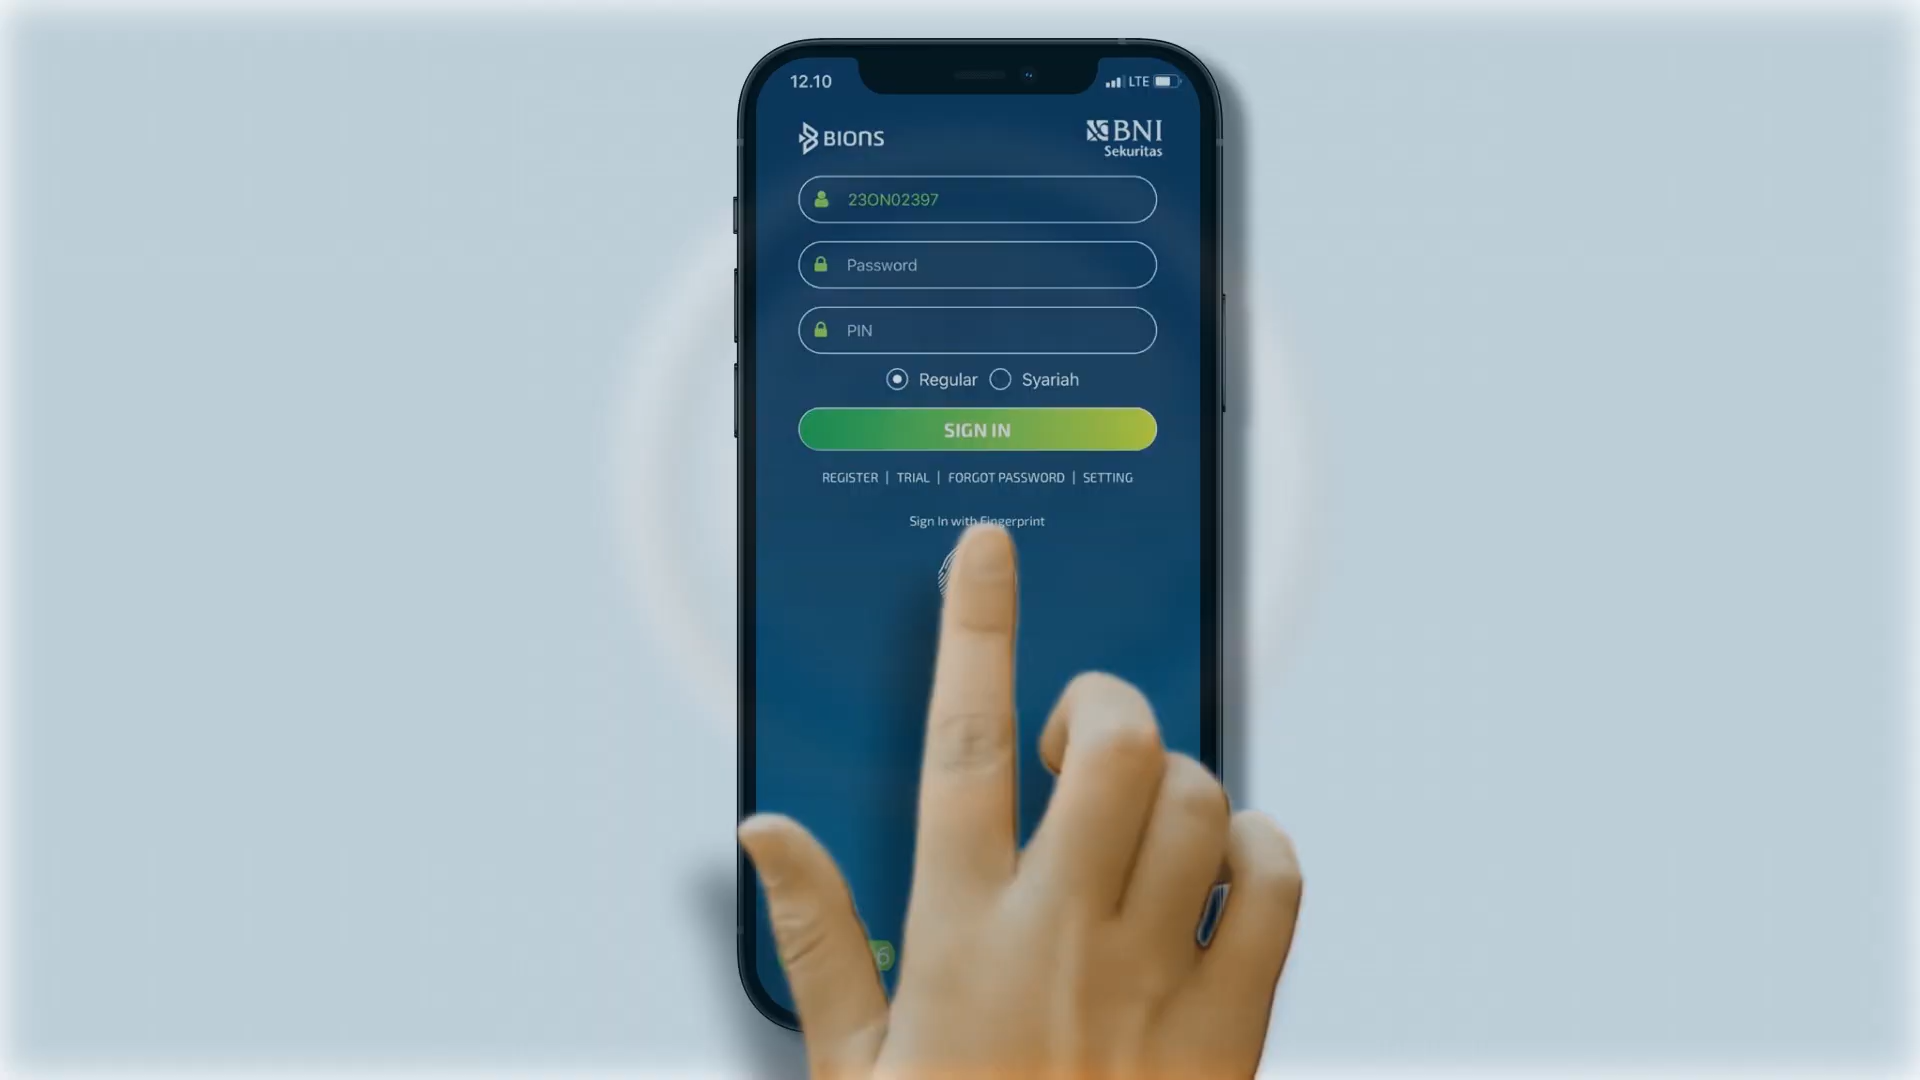 12.10 LTE
BIONS
BNI
Sekuritas
23ON02397
Password
PIN
Regular Syariah
SIGN IN
REGISTER | TRIAL | FORGOT PASSWORD | SETTING
Sign In with Fingerprint
6